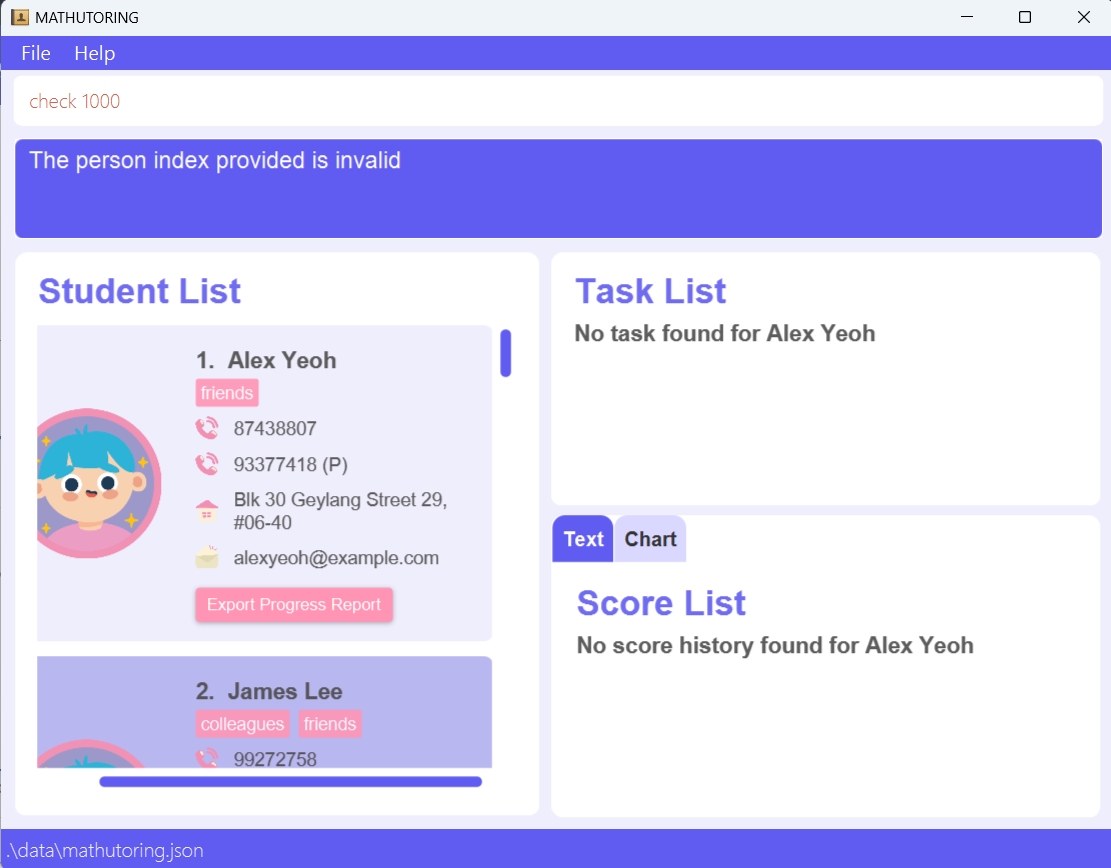 MATHUTORING
File Help
check 1000
The person index provided is invalid
Student List
1. Alex Yeoh
friends
87438807
93377418 (P)
Blk 30 Geylang Street 29,
#06-40
alexyeoh@example.com
Export Progress Report
2. James Lee
colleagues friends
99272758
Task List
No task found for Alex Yeoh
Text Chart
Score List
No score history found for Alex Yeoh
.\data\mathutoring.json